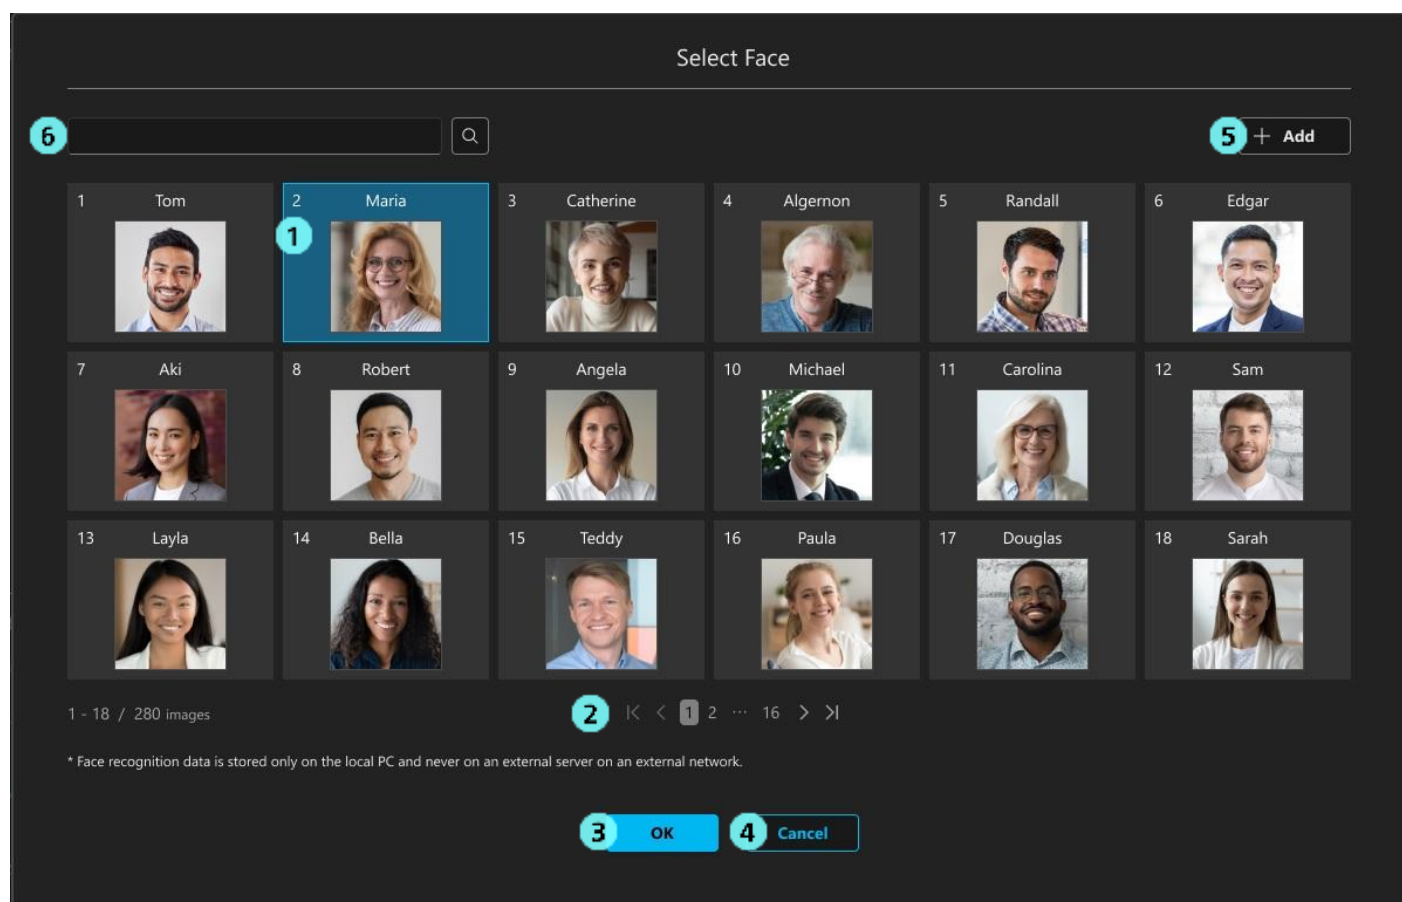 Select Face
6
5 + Add
1 Tom
2 Maria
3 Catherine
4 Algernon
5 Randall
6 Edgar
1
7 Aki
8 Robert
9 Angela
10 Michael
11 Carolina
12 Sam
13 Layla
14 Bella
15 Teddy
16 Paula
17 Douglas
18 Sarah
1 - 18 / 280 images
2 1 2 ··· 16
* Face recognition data is stored only on the local PC and never on an external server on an external network.
3 OK
4 Cancel